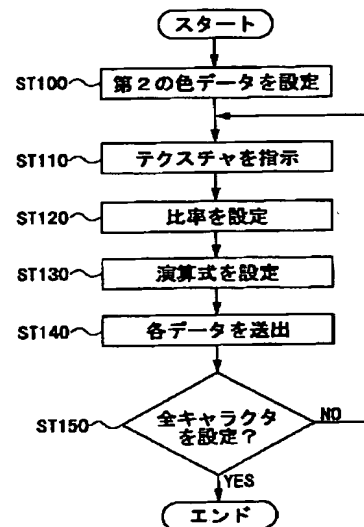 スタート
ST100
第2の色データを設定
ST110
テクスチャを指示
ST120
比率を設定
ST130
演算式を設定
ST140
各データを送出
ST150
全キャラクタ
を設定?
NO
YES
エンド